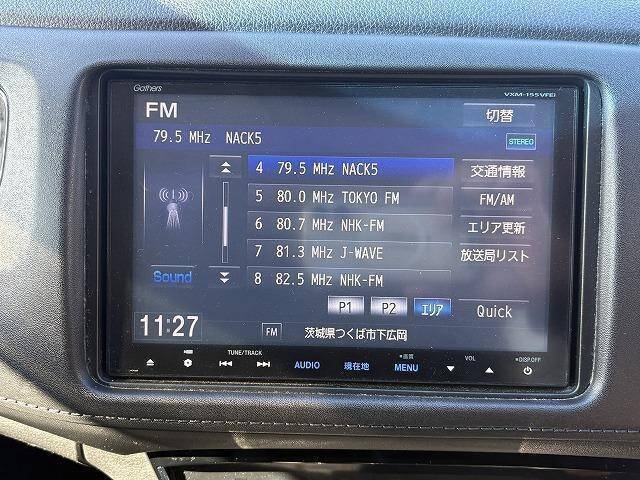 Gathers
VXM-155VFEi
FM
切替
79.5 MHz NACK5
STEREO
4 79.5 MHz NACK5
交通情報
5 80.0 MHz TOKYO FM
FM/AM
6 80.7 MHz NHK-FM
エリア更新
7 81.3 MHz J-WAVE
放送局リスト
Sound
8 82.5 MHz NHK-FM
P1
P2
エリア
Quick
11:27
FM
茨城県つくば市下広岡
TUNE/TRACK
AUDIO
現在地
画質
MENU
VOL
DISP.OFF